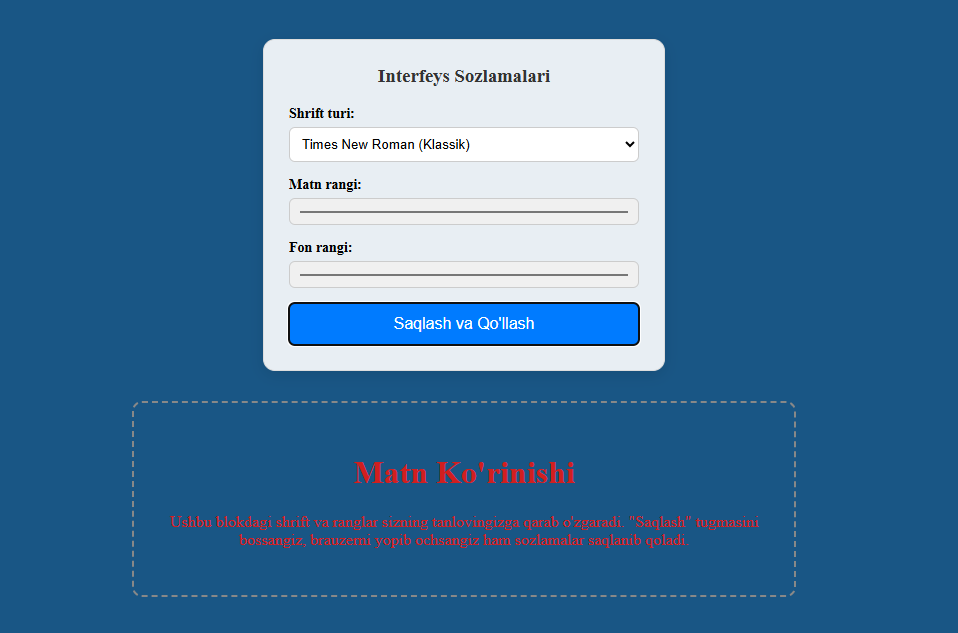 Interfeys Sozlamalari
Shrift turi:
Times New Roman (Klassik)
Matn rangi:
Fon rangi:
Saqlash va Qo'llash
Matn Ko'rinishi
Ushbu blokdagi shrift va ranglar sizning tanlovingizga qarab o'zgaradi. "Saqlash" tugmasini
bossangiz, brauzerni yopib ochsangiz ham sozlamalar saqlanib qoladi.